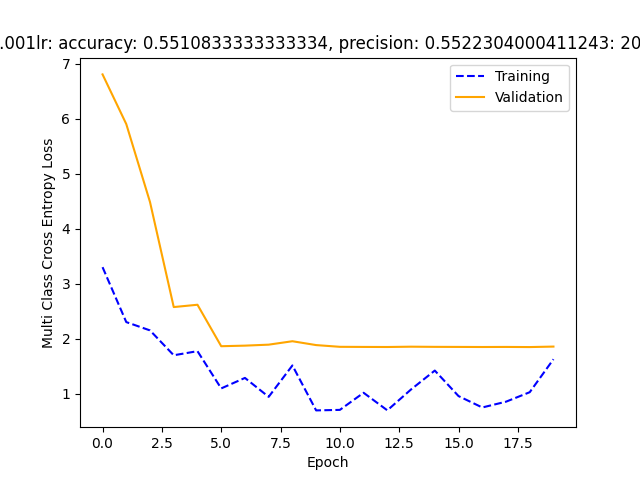 .001lr: accuracy: 0.5510833333333334, precision: 0.5522304000411243: 20
Training
Validation
7
6
5
4
3
2
1
Multi Class Cross Entropy Loss
0.0 2.5 5.0 7.5 10.0 12.5 15.0 17.5
Epoch